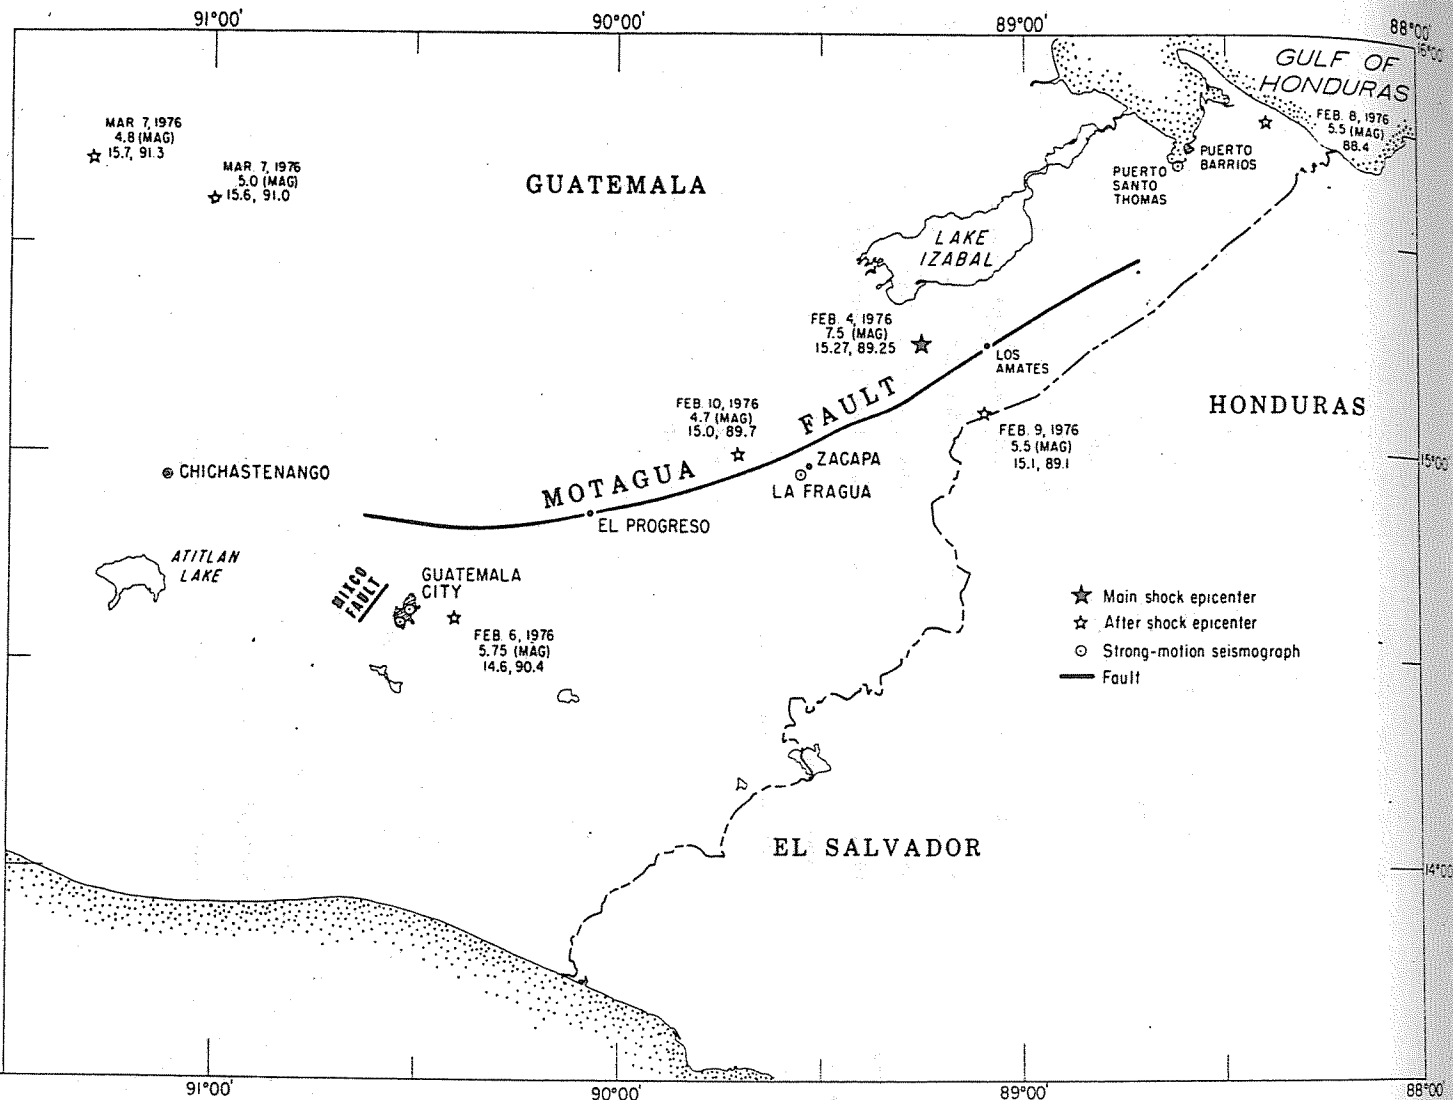 91°00'
90°00'
89°00'
88°00'
16°00'
GULF OF
HONDURAS
FEB. 8, 1976
5.5 (MAG)
88.4
MAR 7, 1976
4.8 (MAG)
15.7, 91.3
MAR. 7, 1976
5.0 (MAG)
15.6, 91.0
GUATEMALA
PUERTO
BARRIOS
PUERTO
SANTO
THOMAS
LAKE
IZABAL
FEB. 4, 1976
7.5 (MAG)
15.27, 89.25
LOS
AMATES
FEB. 10, 1976
4.7 (MAG)
15.0, 89.7
MOTAGUA FAULT
HONDURAS
FEB. 9, 1976
5.5 (MAG)
15.1, 89.1
15°00
CHICHASTENANGO
ZACAPA
LA FRAGUA
EL PROGRESO
ATITLAN
LAKE
MIXCO
FAULT
GUATEMALA
CITY
FEB. 6, 1976
5.75 (MAG)
14.6, 90.4
Main shock epicenter
After shock epicenter
Strong-motion seismograph
Fault
EL SALVADOR
14°00
91°00'
90°00'
89°00'
88°00'